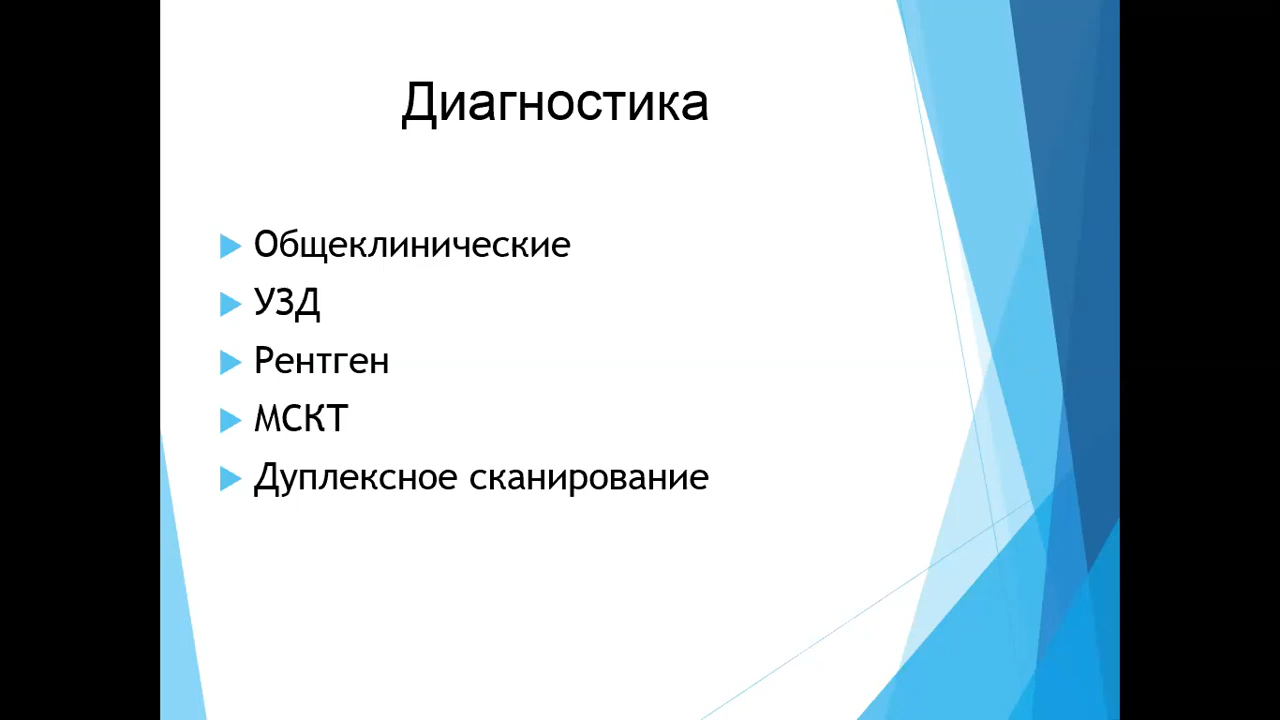 Диагностика
Общеклинические
УЗД
Рентген
МСКТ
Дуплексное сканирование